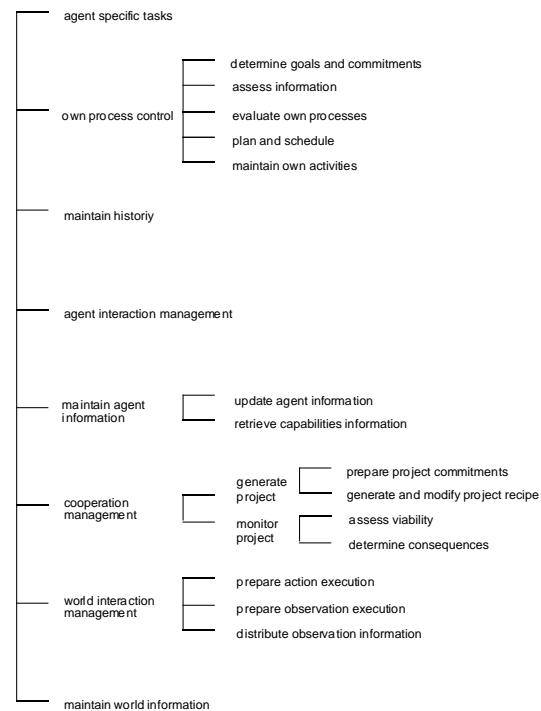 agent specific tasks
determine goals and commitments
assess information
own process control
evaluate own processes
plan and schedule
maintain own activities
maintain historiy
agent interaction management
maintain agent
information
update agent information
retrieve capabilities information
cooperation
management
generate
project
prepare project commitments
generate and modify project recipe
monitor
project
assess viability
determine consequences
world interaction
management
prepare action execution
prepare observation execution
distribute observation information
maintain world information